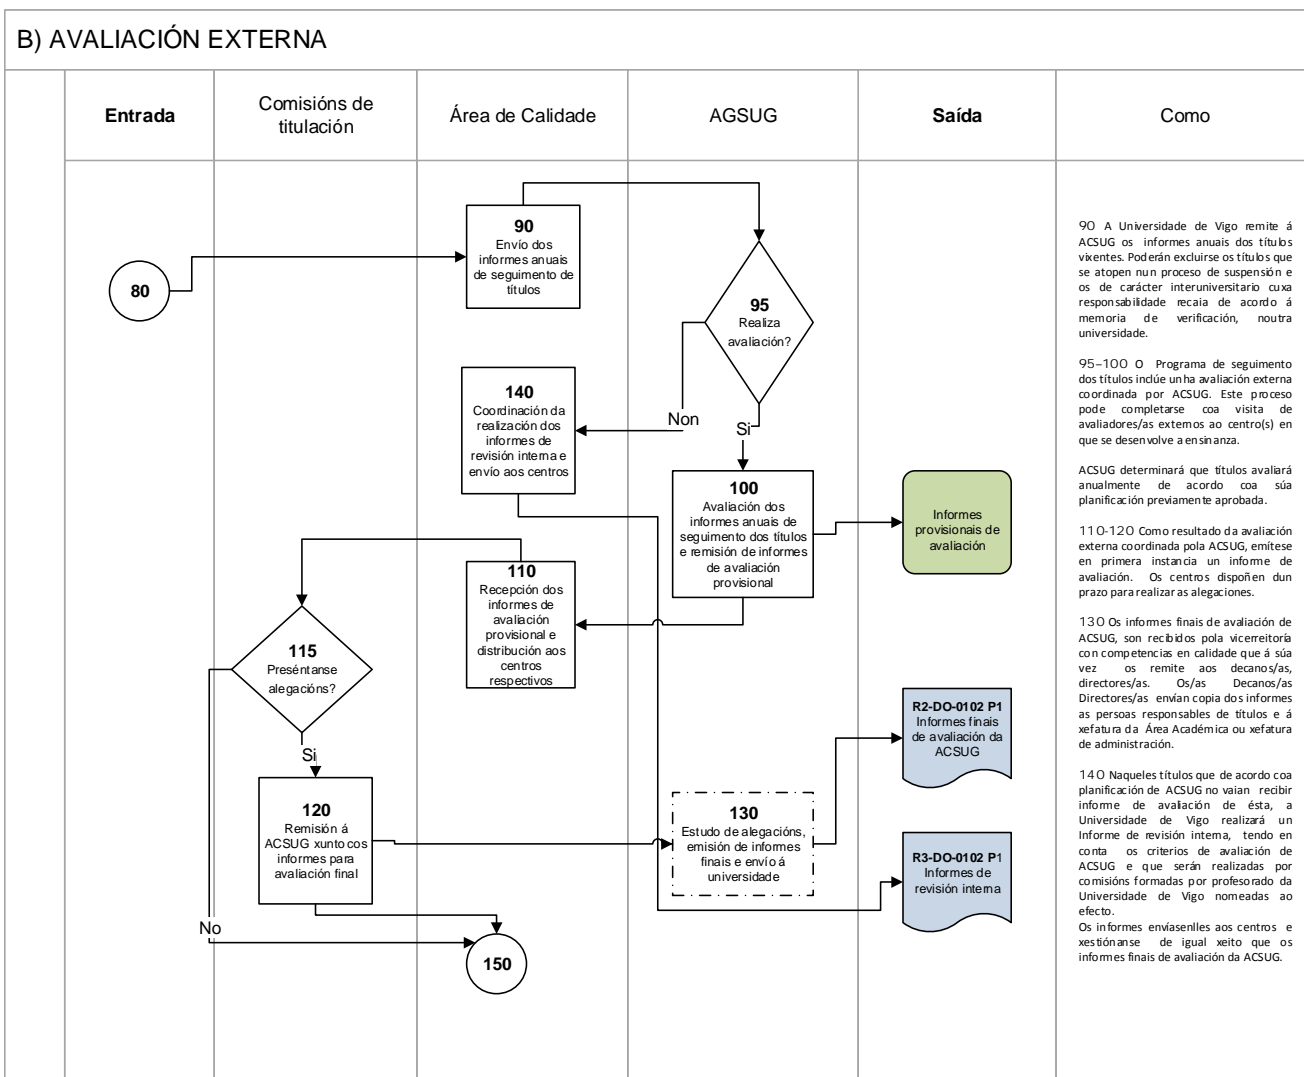 B) AVALIACIÓN EXTERNA
Entrada
Comisións de
titulación
Área de Calidade
AGSUG
Saída
Como
80
90
Envío dos
informes anuais
de seguimento de
títulos
95
Realiza
avaliación?
Non
Si
140
Coordinación da
realización dos
informes de
revisión interna e
envío aos centros
100
Avaliación dos
informes anuais de
seguimento dos títulos
e remisión de informes
de avaliación
provisional
Informes
provisionais de
avaliación
110
Recepción dos
informes de
avaliación
provisional e
distribución aos
centros
respectivos
115
Preséntanse
alegacións?
Si
No
120
Remisión á
ACSUG xunto cos
informes para
avaliación final
130
Estudo de alegacións,
emisión de informes
finais e envío á
universidade
R2-DO-0102 P1
Informes finais
de avaliación da
ACSUG
R3-DO-0102 P1
Informes de
revisión interna
150
90 A Universidade de Vigo remite á
ACSUG os informes anuais dos títulos
vixentes. Poderán excluirse os títulos que
se atopen nun proceso de suspensión e
os de carácter interuniversitario cuxa
responsabilidade recaia de acordo á
memoria de verificación, noutra
universidade.
95–100 O Programa de seguimento
dos títulos inclúe unha avaliación externa
coordinada por ACSUG. Este proceso
pode completarse coa visita de
avaliadores/as externos ao centro(s) en
que se desenvolve a ensinanza.
ACSUG determinará que títulos avaliará
anualmente de acordo coa súa
planificación previamente aprobada.
110-120 Como resultado da avaliación
externa coordinada pola ACSUG, emítese
en primeira instancia un informe de
avaliación. Os centros dispoñen dun
prazo para realizar as alegaciones.
130 Os informes finais de avaliación de
ACSUG, son recibidos pola vicerreitoría
con competencias en calidade que á súa
vez os remite aos decanos/as,
directores/as. Os/as Decanos/as
Directores/as envían copia dos informes
as persoas responsables de títulos e á
xefatura da Área Académica ou xefatura
de administración.
140 Naqueles títulos que de acordo coa
planificación de ACSUG no vaian recibir
informe de avaliación de ésta, a
Universidade de Vigo realizará un
Informe de revisión interna, tendo en
conta os criterios de avaliación de
ACSUG e que serán realizadas por
comisións formadas por profesorado da
Universidade de Vigo nomeadas ao
efecto.
Os informes envíasenlles aos centros e
xestiónanse de igual xeito que os
informes finais de avaliación da ACSUG.